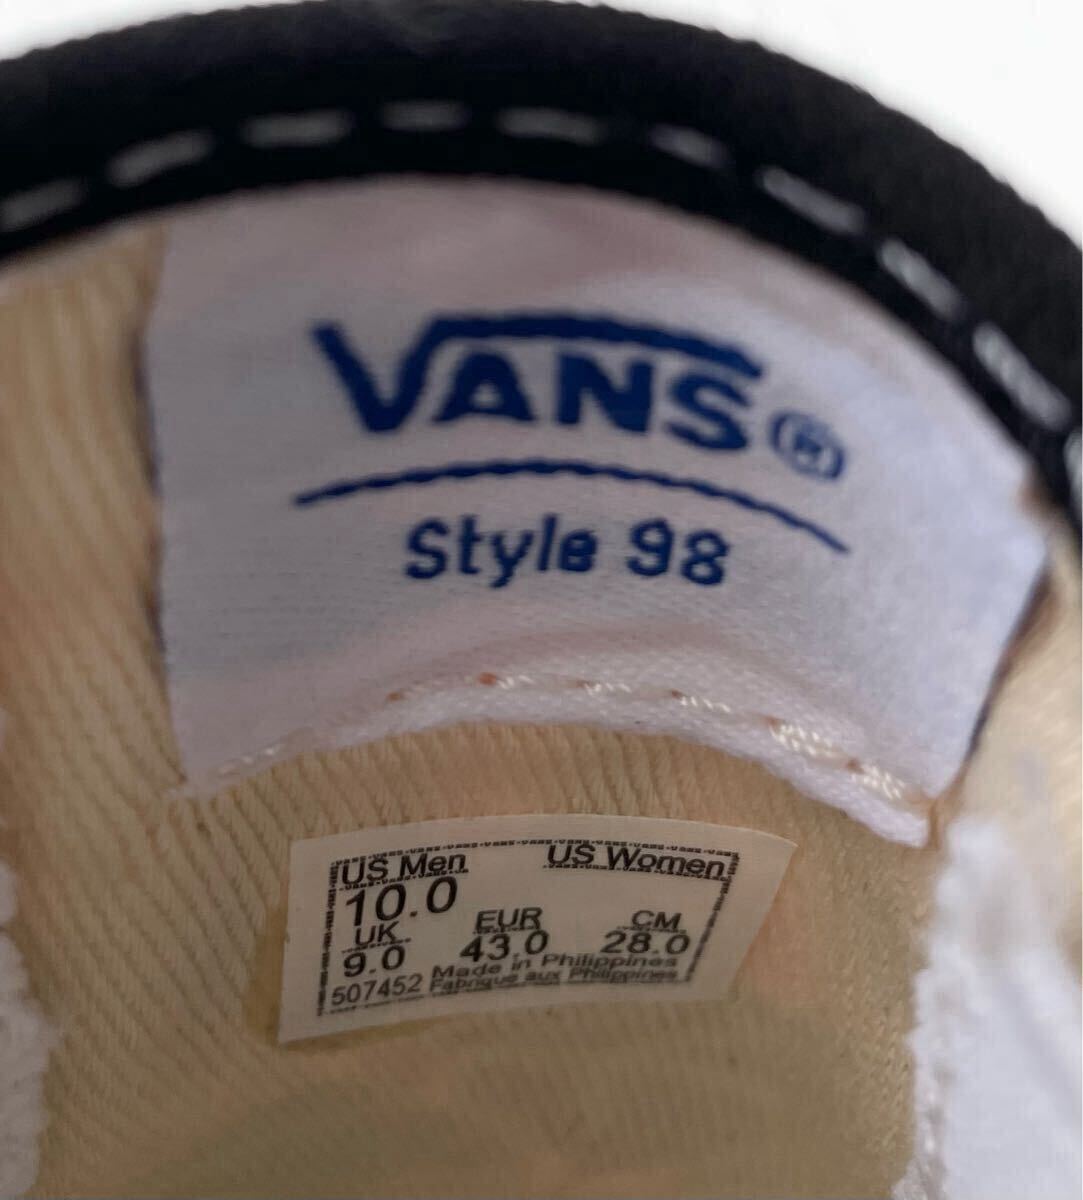 VANS®
Style 98
US Men US Women
10.0
UK EUR CM
9.0 43.0 28.0
507452 Made in Philippines
Fabrique aux Philippines